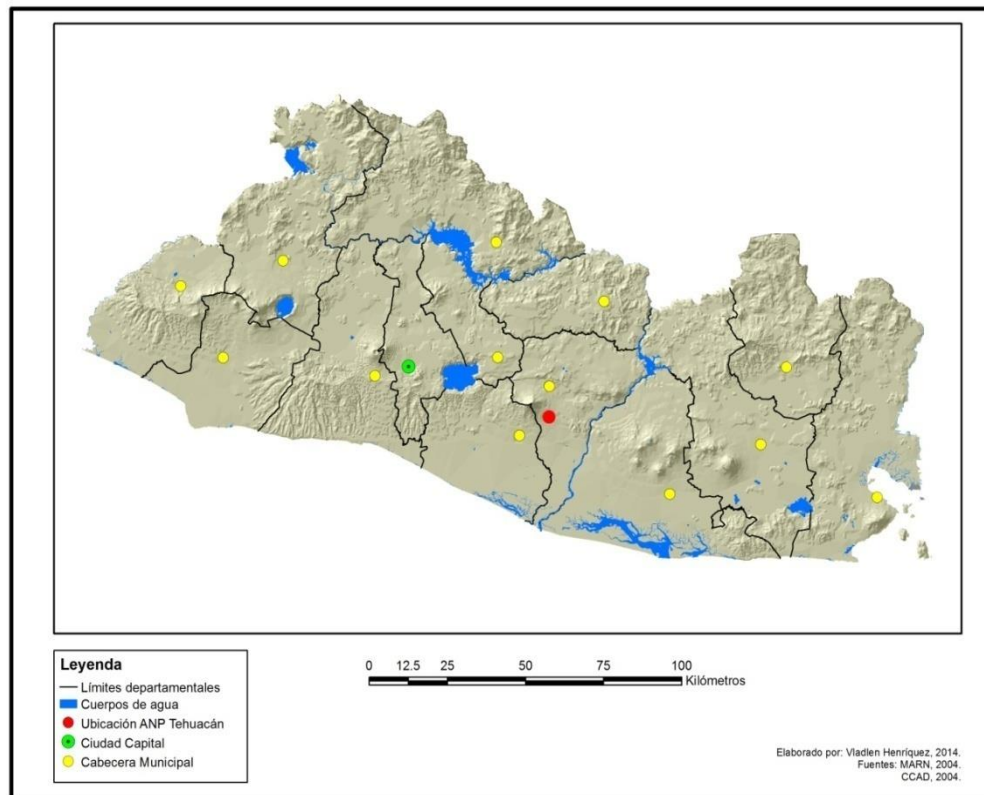 Leyenda
Límites departamentales
Cuerpos de agua
Ubicación ANP Tehuacán
Ciudad Capital
Cabecera Municipal
0 12.5 25 50 75 100
Kilómetros
Elaborado por: Vladlen Henríquez, 2014.
Fuentes: MARN, 2004.
CCAD, 2004.